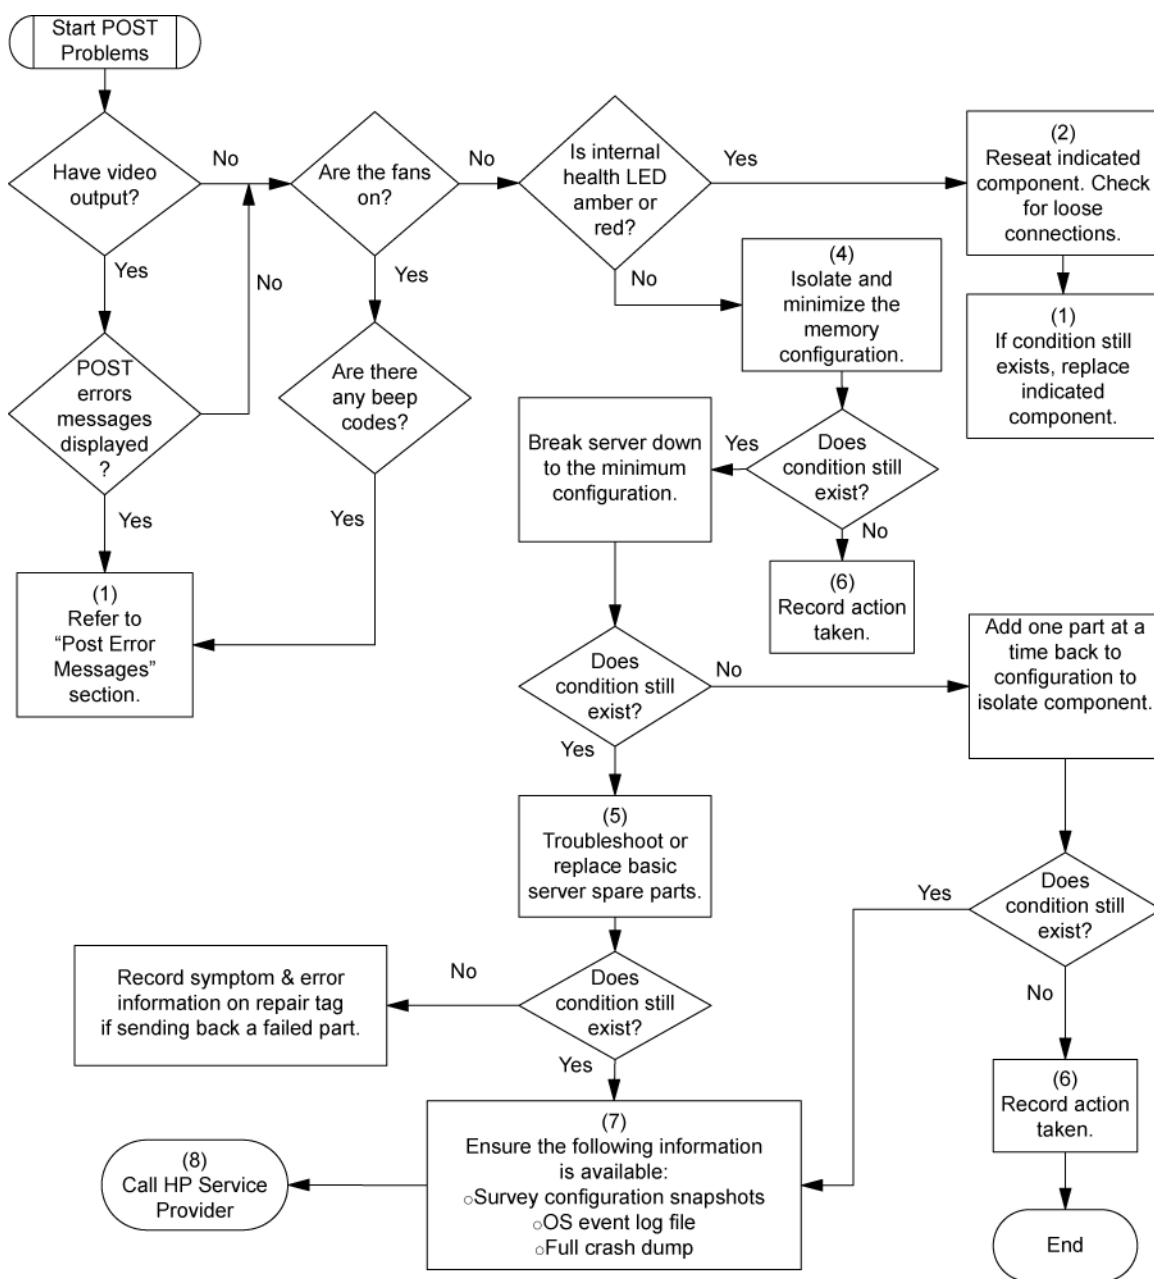 Start POST
Problems
Have video
output?
No
Are the fans
on?
No
Is internal
health LED
amber or
red?
Yes
(2)
Reseat indicated
component. Check
for loose
connections.
Yes
No
Yes
No
(4)
Isolate and
minimize the
memory
configuration.
(1)
If condition still
exists, replace
indicated
component.
POST
errors
messages
displayed
?
Are there
any beep
codes?
Break server down
to the minimum
configuration.
Yes
Does
condition still
exist?
No
Yes
Yes
(1)
Refer to
“Post Error
Messages”
section.
(6)
Record action
taken.
Does
condition still
exist?
No
Add one part at a
time back to
configuration to
isolate component.
Yes
(5)
Troubleshoot or
replace basic
server spare parts.
Yes
Does
condition still
exist?
Record symptom & error
information on repair tag
if sending back a failed part.
No
Does
condition still
exist?
No
Yes
(6)
Record action
taken.
(7)
Ensure the following information
is available:
○Survey configuration snapshots
○OS event log file
○Full crash dump
(8)
Call HP Service
Provider
End